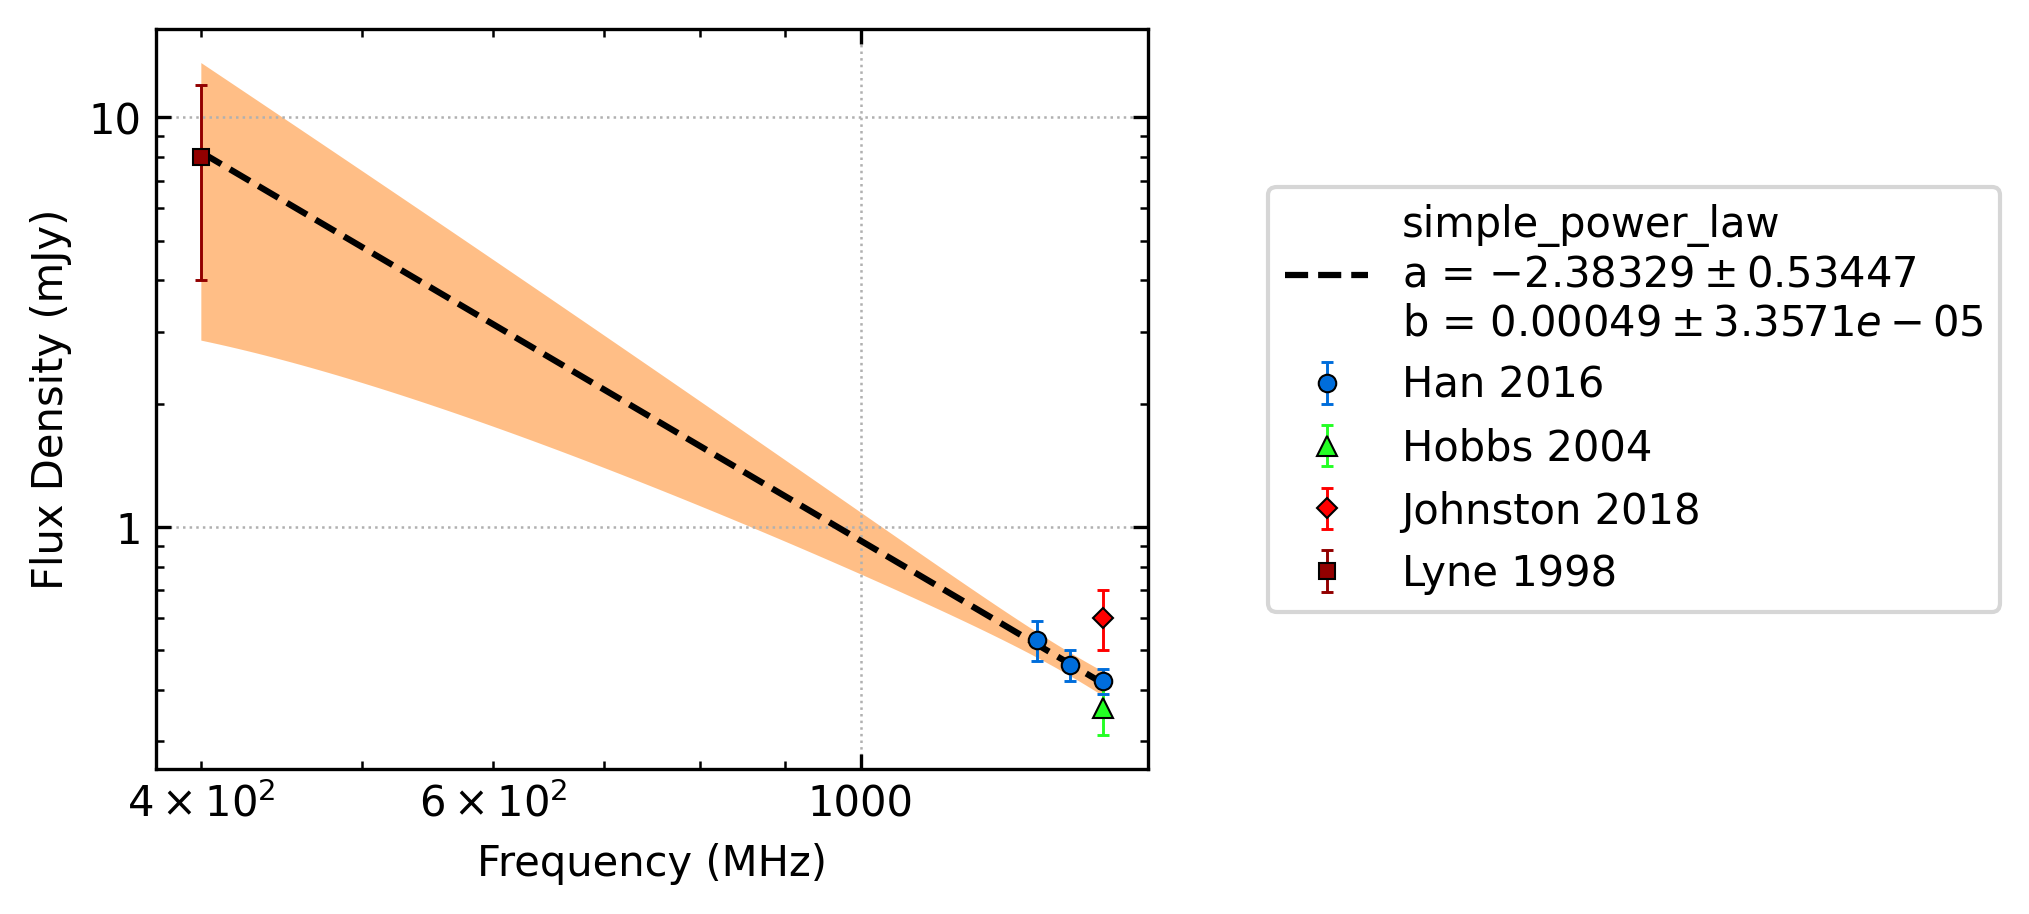 10
1
Flux Density (mJy)
4 × 10²
6 × 10²
1000
Frequency (MHz)
simple_power_law
a = −2.38329 ± 0.53447
b = 0.00049 ± 3.3571e − 05
Han 2016
Hobbs 2004
Johnston 2018
Lyne 1998